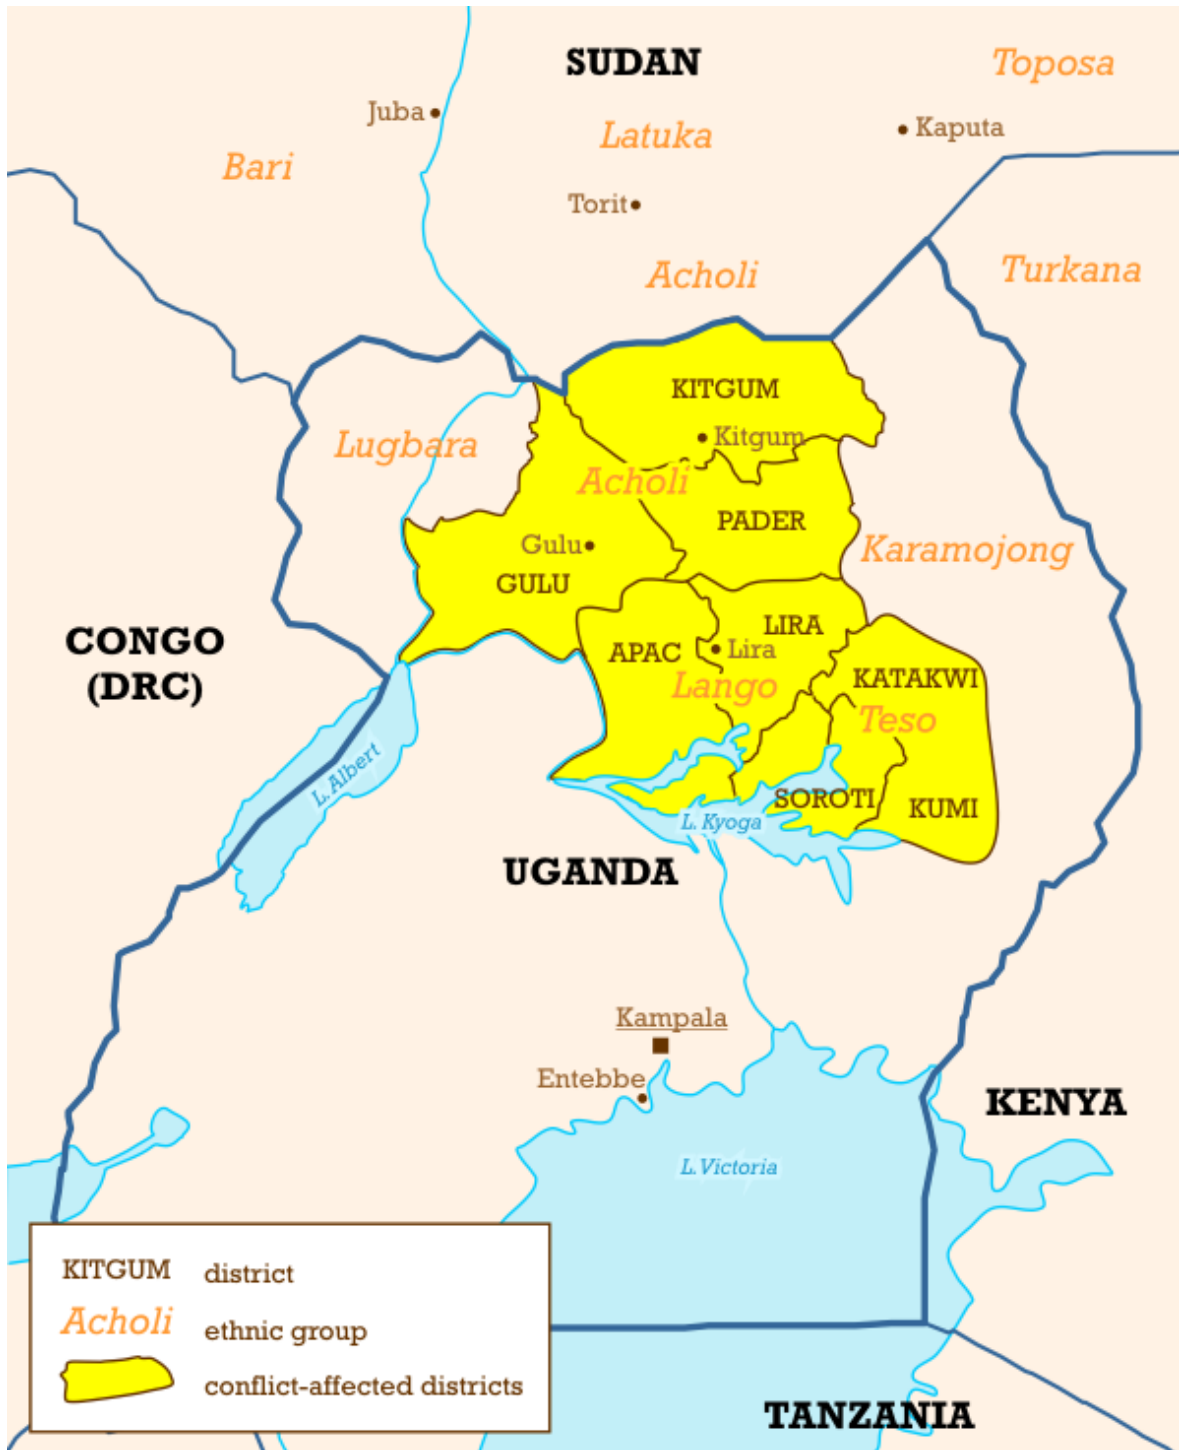 SUDAN
Toposa
Juba
Kaputa
Latuka
Bari
Torit
Acholi
Turkana
KITGUM
Kitgum
Lugbara
Acholi
PADER
Gulu
Karamojong
GULU
CONGO
(DRC)
LIRA
APAC
Lira
KATAKWI
Lango
Teso
L. Albert
SOROTI
KUMI
L. Kyoga
UGANDA
Kampala
Entebbe
KENYA
L. Victoria
KITGUM district
Acholi ethnic group
conflict-affected districts
TANZANIA